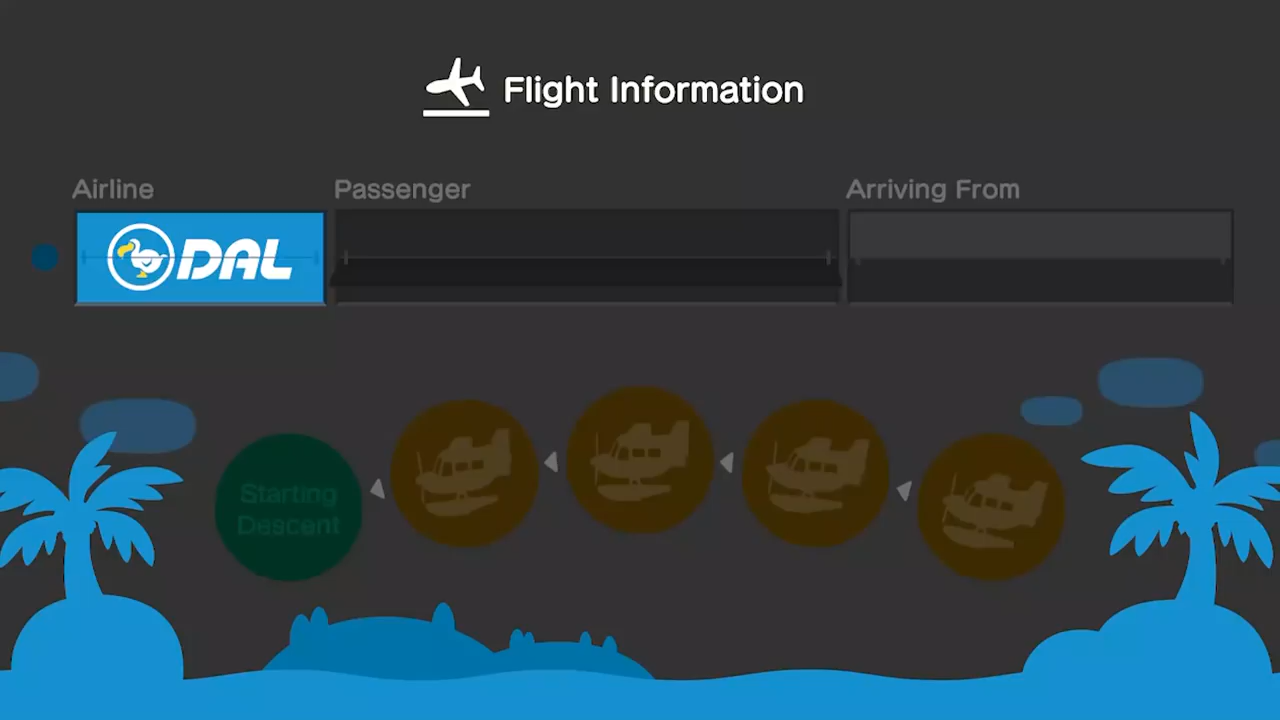 Flight Information
Airline
Passenger
Arriving From
DAL
Starting
Descent